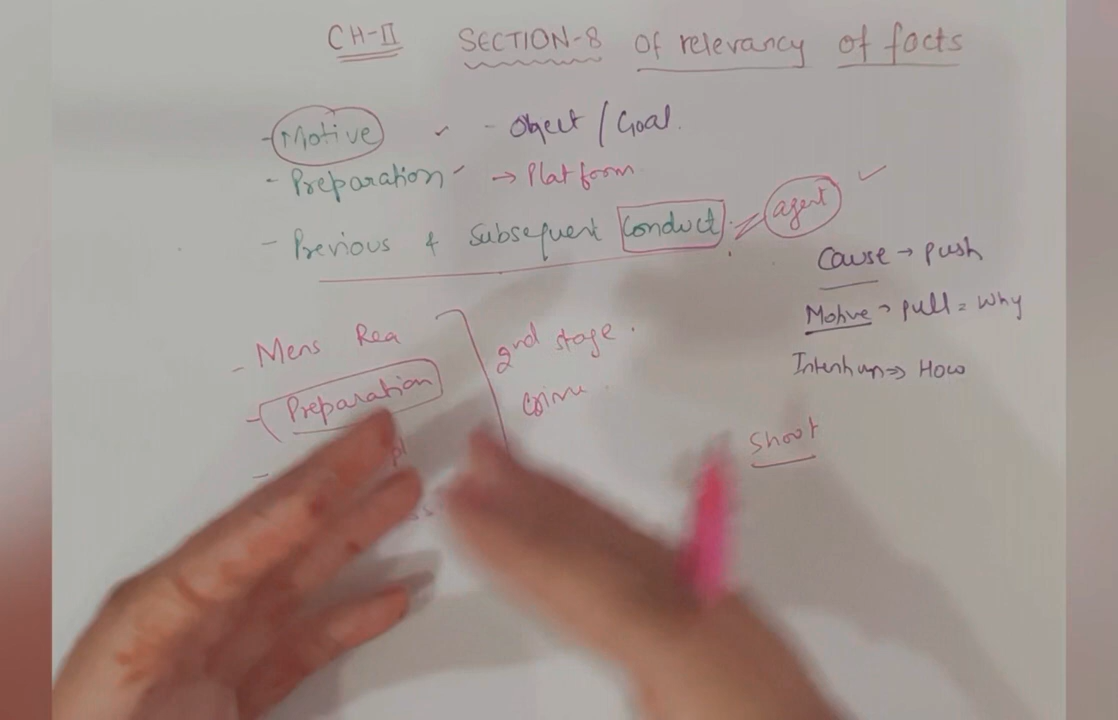 CH-II SECTION-8 Of relevancy of facts
- Motive ✓ - Object / Goal.
- Preparation ✓ → Platform
- Previous & Subsequent Conduct. agent ✓
Cause → push
Motive → pull = Why
Intention => How
- Mens Rea 2nd stage.
- Preparation crime.
Shoot